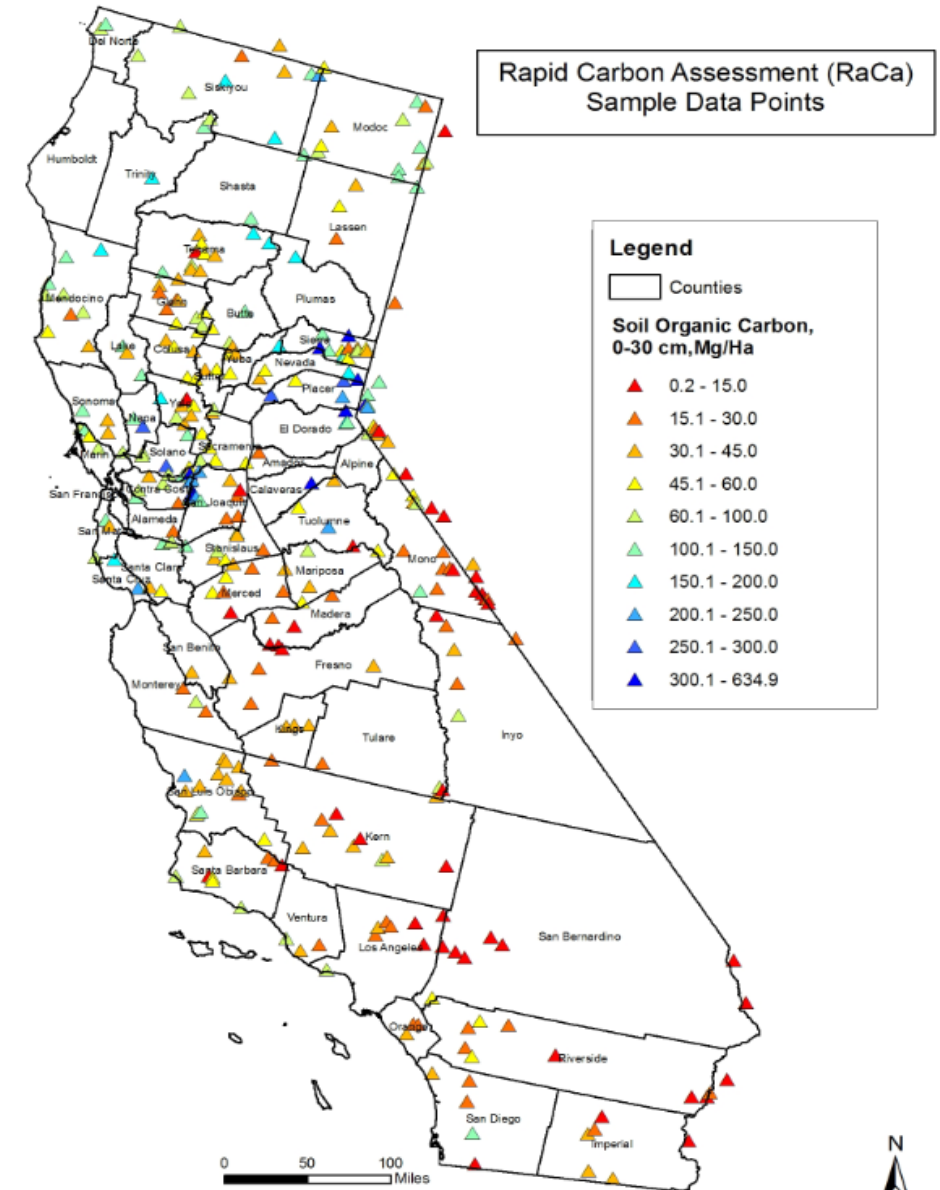 Rapid Carbon Assessment (RaCa)
Sample Data Points
Legend
Counties
Soil Organic Carbon,
0-30 cm,Mg/Ha
0.2 - 15.0
15.1 - 30.0
30.1 - 45.0
45.1 - 60.0
60.1 - 100.0
100.1 - 150.0
150.1 - 200.0
200.1 - 250.0
250.1 - 300.0
300.1 - 634.9
Del Norte
Siskiyou
Modoc
Humboldt
Trinity
Shasta
Lassen
Tehama
Plumas
Mendocino
Glenn
Butte
Lake
Colusa
Yuba
Sierra
Nevada
Sutter
Placer
Sonoma
Napa
Yolo
El Dorado
Marin
Solano
Sacramento
Amador
Alpine
San Francis
Contra Costa
San Joaquin
Calaveras
Alameda
Tuolumne
San Mateo
Stanislaus
Mono
Santa Clara
Santa Cruz
Merced
Mariposa
Madera
San Benito
Fresno
Monterey
Kings
Tulare
Inyo
San Luis Obispo
Kern
Santa Barbara
Ventura
Los Angeles
San Bernardino
Orange
Riverside
San Diego
Imperial
N
0 50 100
Miles